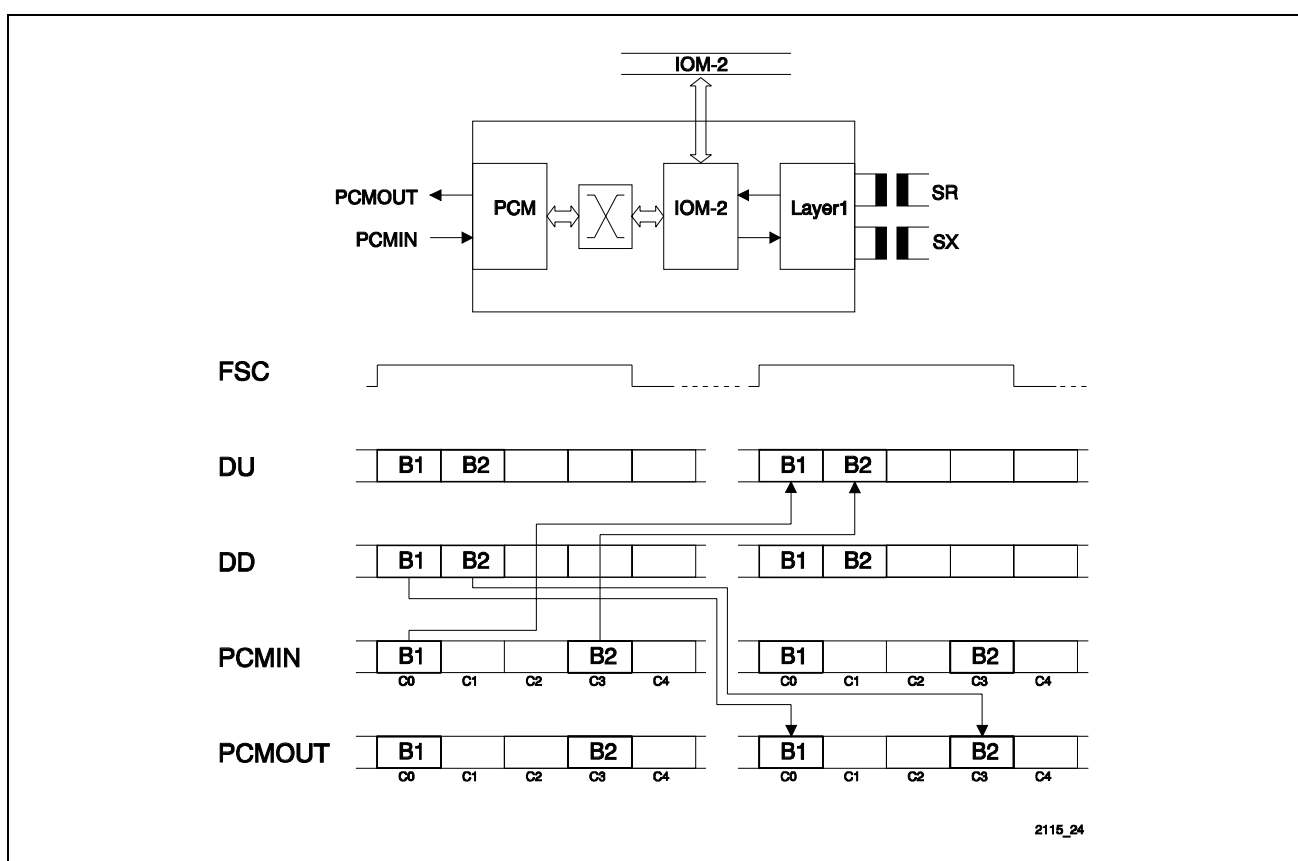 IOM-2
PCMOUT
PCM
IOM-2
Layer1
SR
PCMIN
SX
FSC
DU B1 B2 B1 B2
DD B1 B2 B1 B2
PCMIN B1 B2 B1 B2
C0 C1 C2 C3 C4 C0 C1 C2 C3 C4
PCMOUT B1 B2 B1 B2
C0 C1 C2 C3 C4 C0 C1 C2 C3 C4
2115_24